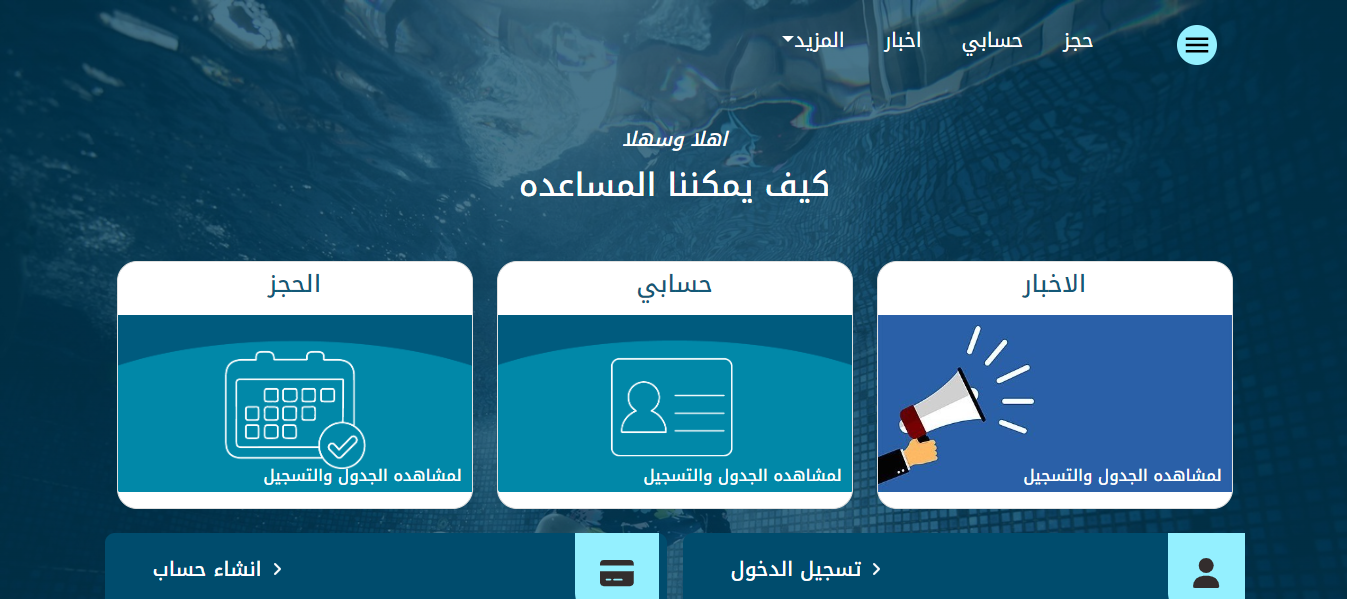 حجز
حسابي
اخبار
المزيد
اهلا وسهلا
كيف يمكننا المساعده
الاخبار
لمشاهده الجدول والتسجيل
حسابي
لمشاهده الجدول والتسجيل
الحجز
لمشاهده الجدول والتسجيل
تسجيل الدخول
انشاء حساب